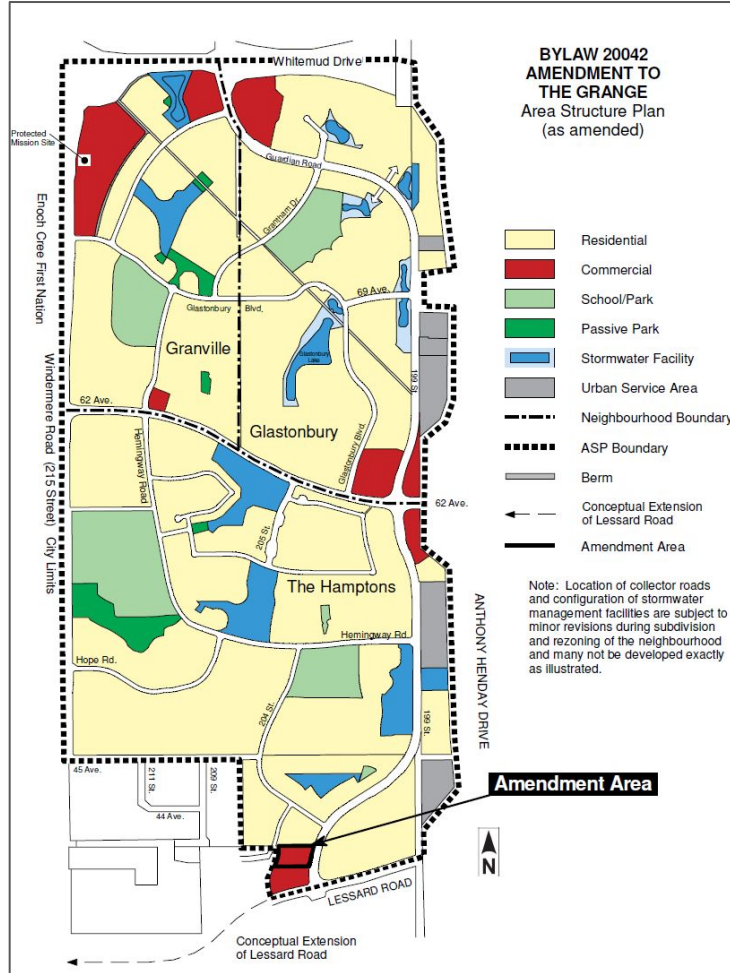 BYLAW 20042
AMENDMENT TO
THE GRANGE
Area Structure Plan
(as amended)
Whitemud Drive
Protected
Mission Site
Guardian Road
Grantham Dr.
Enoch Cree First Nation
69 Ave.
Glastonbury
Blvd.
Granville
Glastonbury
Lake
199 St.
62 Ave.
Glastonbury
Glastonbury Blvd.
Windermere Road (215 Street) City Limits
Hemingway Road
62 Ave.
205 St.
The Hamptons
Hemingway Rd.
Hope Rd.
204 St.
199 St.
ANTHONY HENDAY DRIVE
45 Ave.
211 St.
209 St.
44 Ave.
Amendment Area
N
LESSARD ROAD
Conceptual Extension
of Lessard Road
Residential
Commercial
School/Park
Passive Park
Stormwater Facility
Urban Service Area
Neighbourhood Boundary
ASP Boundary
Berm
Conceptual Extension
of Lessard Road
Amendment Area
Note: Location of collector roads
and configuration of stormwater
management facilities are subject to
minor revisions during subdivision
and rezoning of the neighbourhood
and many not be developed exactly
as illustrated.